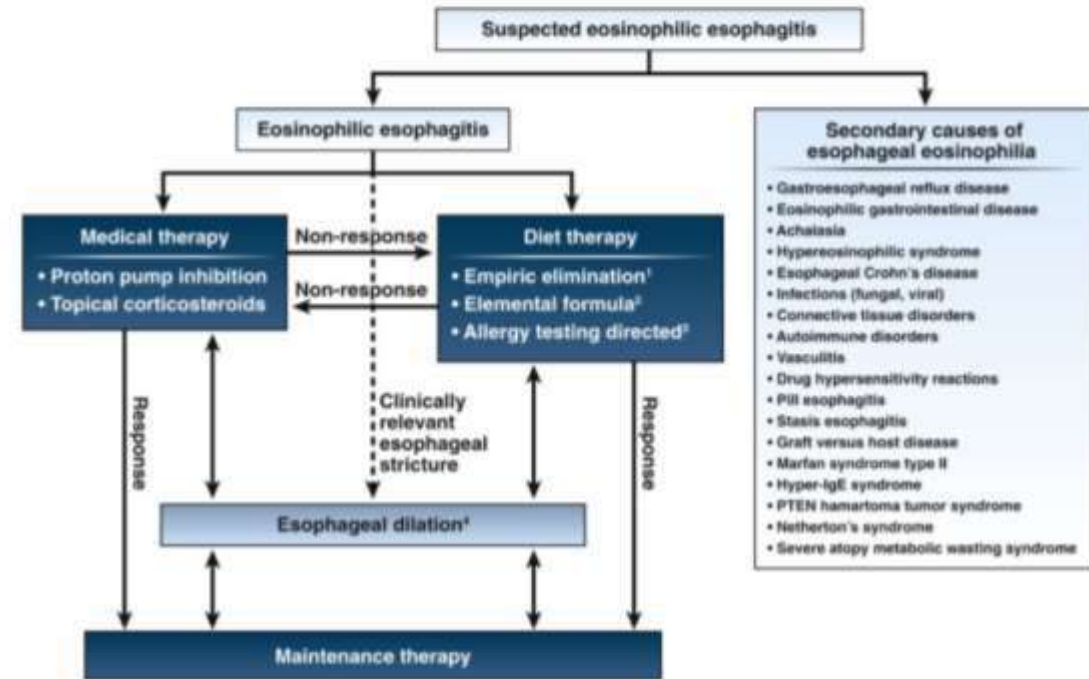 Suspected eosinophilic esophagitis
Eosinophilic esophagitis
Medical therapy
• Proton pump inhibition
• Topical corticosteroids
Non-response
Non-response
Diet therapy
• Empiric elimination¹
• Elemental formula²
• Allergy testing directed³
Response
Clinically
relevant
esophageal
stricture
Response
Esophageal dilation⁴
Maintenance therapy
Secondary causes of
esophageal eosinophilia
• Gastroesophageal reflux disease
• Eosinophilic gastrointestinal disease
• Achalasia
• Hypereosinophilic syndrome
• Esophageal Crohn's disease
• Infections (fungal, viral)
• Connective tissue disorders
• Autoimmune disorders
• Vasculitis
• Drug hypersensitivity reactions
• Pill esophagitis
• Stasis esophagitis
• Graft versus host disease
• Marfan syndrome type II
• Hyper-IgE syndrome
• PTEN hamartoma tumor syndrome
• Netherton's syndrome
• Severe atopy metabolic wasting syndrome